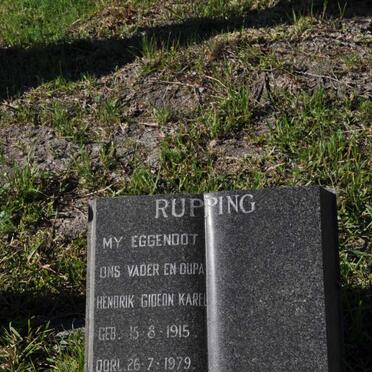 RUPPING
MY EGGENOOT
ONS VADER EN OUPA
HENDRIK GIDEON KAREL
GEB. 15-8-1915
OORL. 26-7-1979.